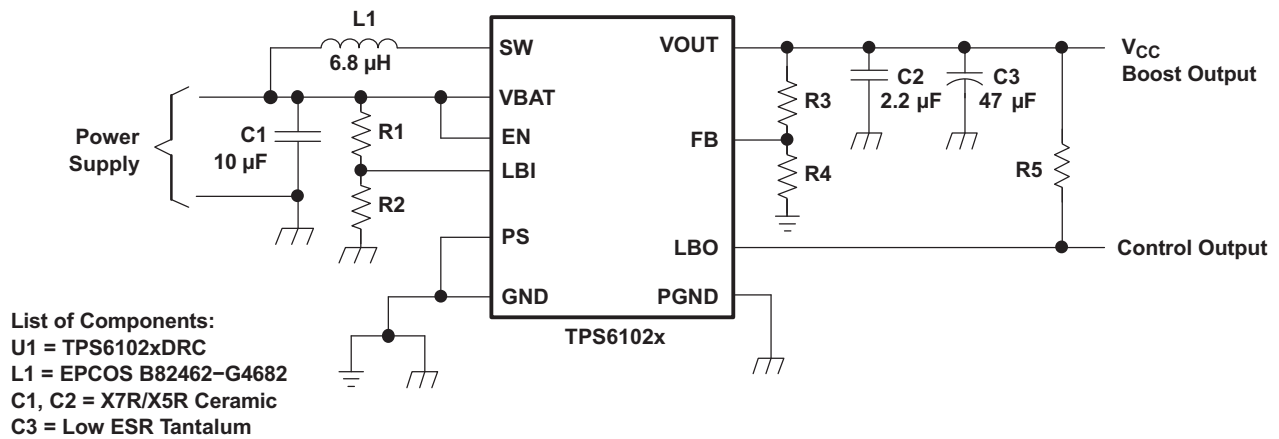 L1
6.8 µH
SW
VOUT
VCC
Boost Output
C2
2.2 µF
C3
47 µF
R3
VBAT
Power
Supply
C1
10 µF
R1
EN
FB
LBI
R4
R5
R2
PS
LBO
Control Output
GND
PGND
TPS6102x
List of Components:
U1 = TPS6102xDRC
L1 = EPCOS B82462−G4682
C1, C2 = X7R/X5R Ceramic
C3 = Low ESR Tantalum